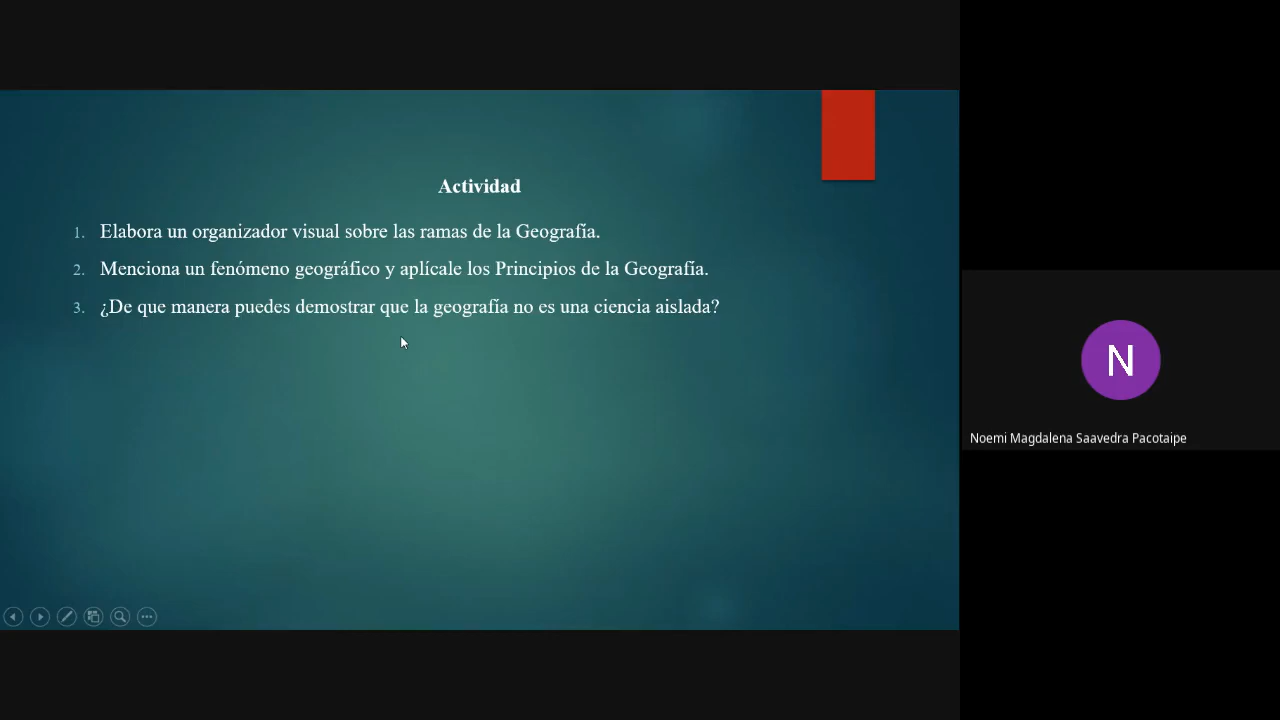 Actividad
1. Elabora un organizador visual sobre las ramas de la Geografía.
2. Menciona un fenómeno geográfico y aplícale los Principios de la Geografía.
3. ¿De que manera puedes demostrar que la geografía no es una ciencia aislada?
N
Noemi Magdalena Saavedra Pacotaipe